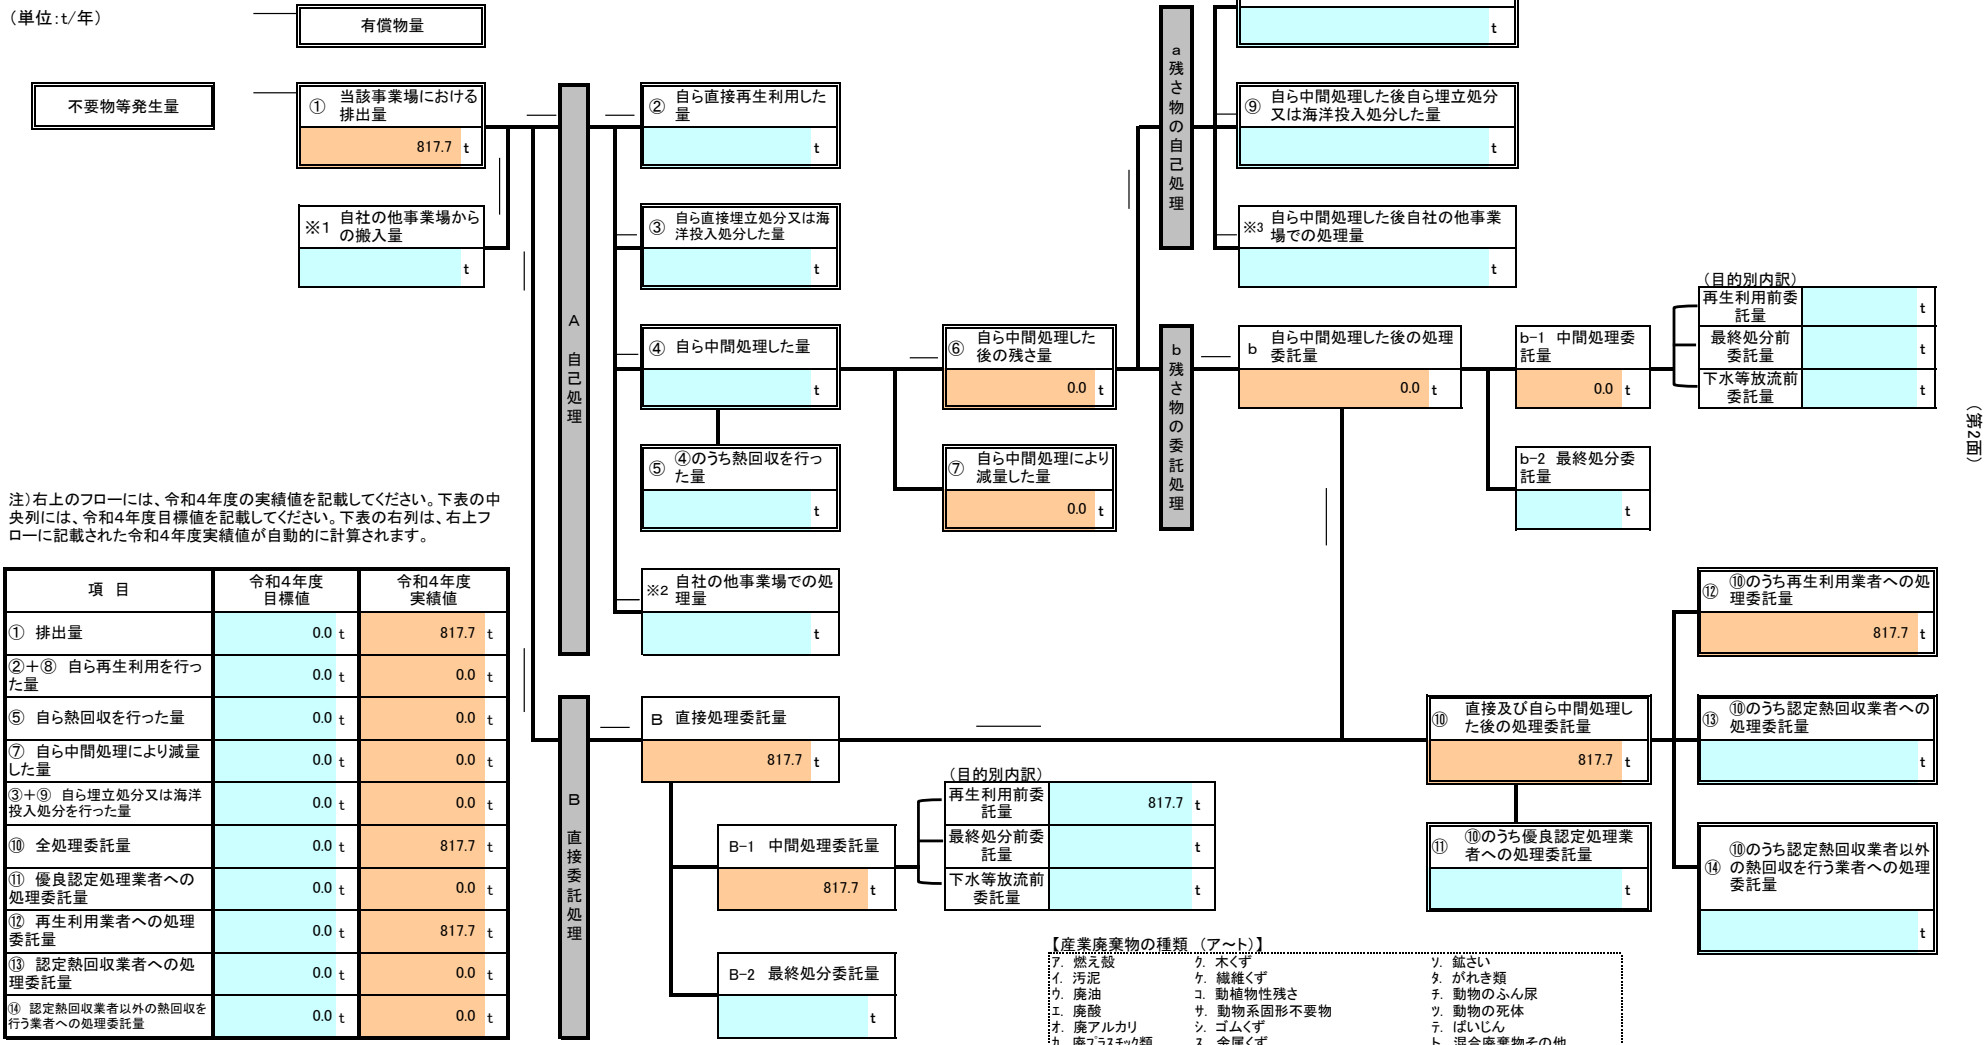 （単位：t/年）
有償物量
不要物等発生量
① 当該事業場における
排出量
817.7 t
※1 自社の他事業場から
の搬入量
t
A 自己処理
② 自ら直接再生利用した
量
t
③ 自ら直接埋立処分又は海
洋投入処分した量
t
④ 自ら中間処理した量
t
⑤ ④のうち熱回収を行っ
た量
t
※2 自社の他事業場での処
理量
t
⑥ 自ら中間処理した
後の残さ量
0.0 t
⑦ 自ら中間処理により
減量した量
0.0 t
a 残さ物の自己処理
t
⑨ 自ら中間処理した後自ら埋立処分
又は海洋投入処分した量
t
※3 自ら中間処理した後自社の他事業
場での処理量
t
b 残さ物の委託処理
b 自ら中間処理した後の処理
委託量
0.0 t
b-1 中間処理委
託量
0.0 t
b-2 最終処分委
託量
t
（目的別内訳）
再生利用前委
託量
t
最終処分前
委託量
t
下水等放流前
委託量
t
（第2面）
注）右上のフローには、令和4年度の実績値を記載してください。下表の中
央列には、令和4年度目標値を記載してください。下表の右列は、右上フ
ローに記載された令和4年度実績値が自動的に計算されます。
項 目 令和4年度 目標値 令和4年度 実績値
① 排出量 0.0 t 817.7 t
②＋⑧ 自ら再生利用を行っ
た量 0.0 t 0.0 t
⑤ 自ら熱回収を行った量 0.0 t 0.0 t
⑦ 自ら中間処理により減量
した量 0.0 t 0.0 t
③＋⑨ 自ら埋立処分又は海洋
投入処分を行った量 0.0 t 0.0 t
⑩ 全処理委託量 0.0 t 817.7 t
⑪ 優良認定処理業者への
処理委託量 0.0 t 0.0 t
⑫ 再生利用業者への処理
委託量 0.0 t 817.7 t
⑬ 認定熱回収業者への処
理委託量 0.0 t 0.0 t
⑭ 認定熱回収業者以外の熱回収を
行う業者への処理委託量 0.0 t 0.0 t
B 直接委託処理
B 直接処理委託量
817.7 t
B-1 中間処理委託量
817.7 t
B-2 最終処分委託量
t
（目的別内訳）
再生利用前委
託量
817.7 t
最終処分前委
託量
t
下水等放流前
委託量
t
⑩ 直接及び自ら中間処理し
た後の処理委託量
817.7 t
⑪ ⑩のうち優良認定処理業
者への処理委託量
t
⑫ ⑩のうち再生利用業者への処
理委託量
817.7 t
⑬ ⑩のうち認定熱回収業者への
処理委託量
t
⑭ ⑩のうち認定熱回収業者以外
の熱回収を行う業者への処理
委託量
t
【産業廃棄物の種類 （ア～ト）】
ア. 燃え殻 ク. 木くず ソ. 鉱さい
イ. 汚泥 ケ. 繊維くず タ. がれき類
ウ. 廃油 コ. 動植物性残さ チ. 動物のふん尿
エ. 廃酸 サ. 動物系固形不要物 ツ. 動物の死体
オ. 廃アルカリ シ. ゴムくず テ. ばいじん
カ. 廃プラスチック類 ス. 金属くず ト. 混合廃棄物その他